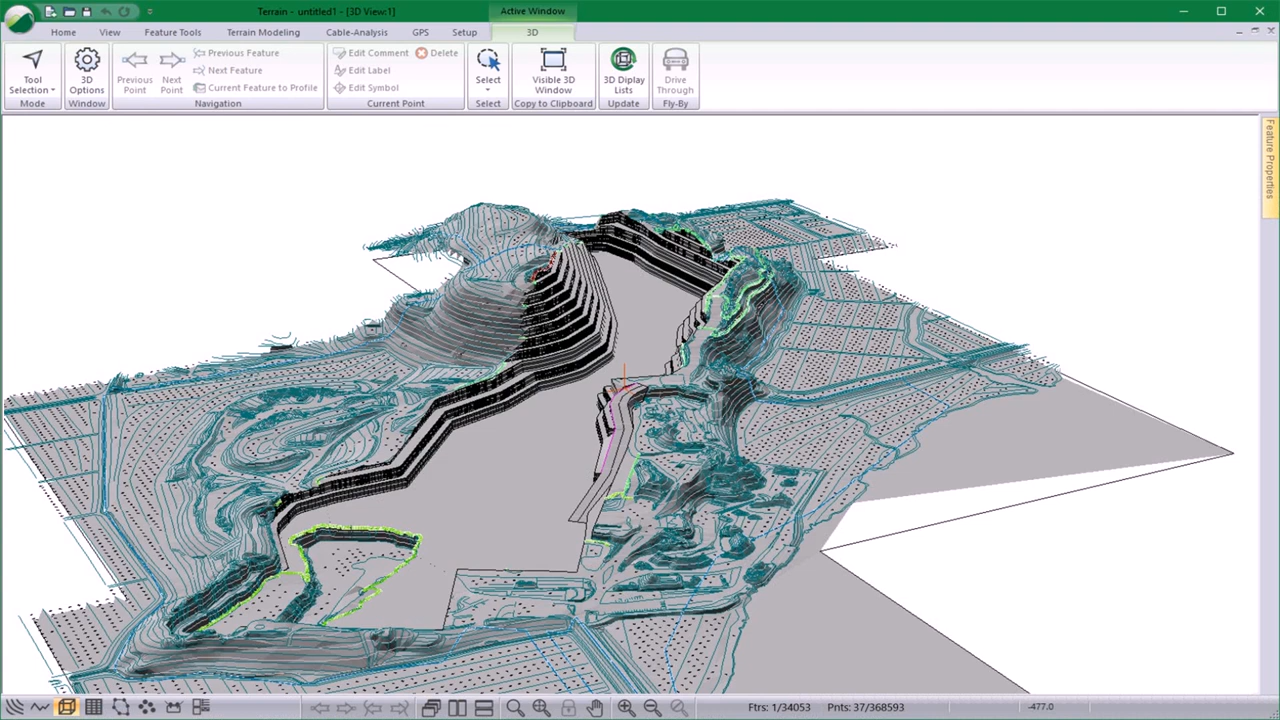 Terrain - untitled1 - [3D View:1]
Active Window
Home View Feature Tools Terrain Modeling Cable-Analysis GPS Setup 3D
Tool Selection
Mode
3D Options
Window
Previous Point
Next Point
Previous Feature
Next Feature
Current Feature to Profile
Navigation
Edit Comment Delete
Edit Label
Edit Symbol
Current Point
Select
Select
Visible 3D Window
Copy to Clipboard
3D Diplay Lists
Update
Drive Through
Fly-By
Feature Properties
Ftrs: 1/34053 Pnts: 37/368593 -477.0